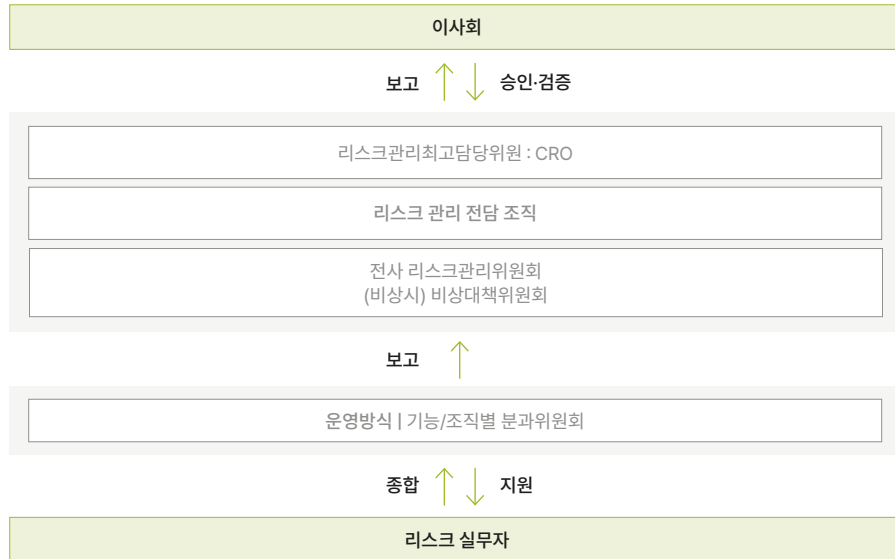 이사회
보고 승인·검증
리스크관리최고담당위원 : CRO
리스크 관리 전담 조직
전사 리스크관리위원회
(비상시) 비상대책위원회
보고
운영방식 | 기능/조직별 분과위원회
종합 지원
리스크 실무자